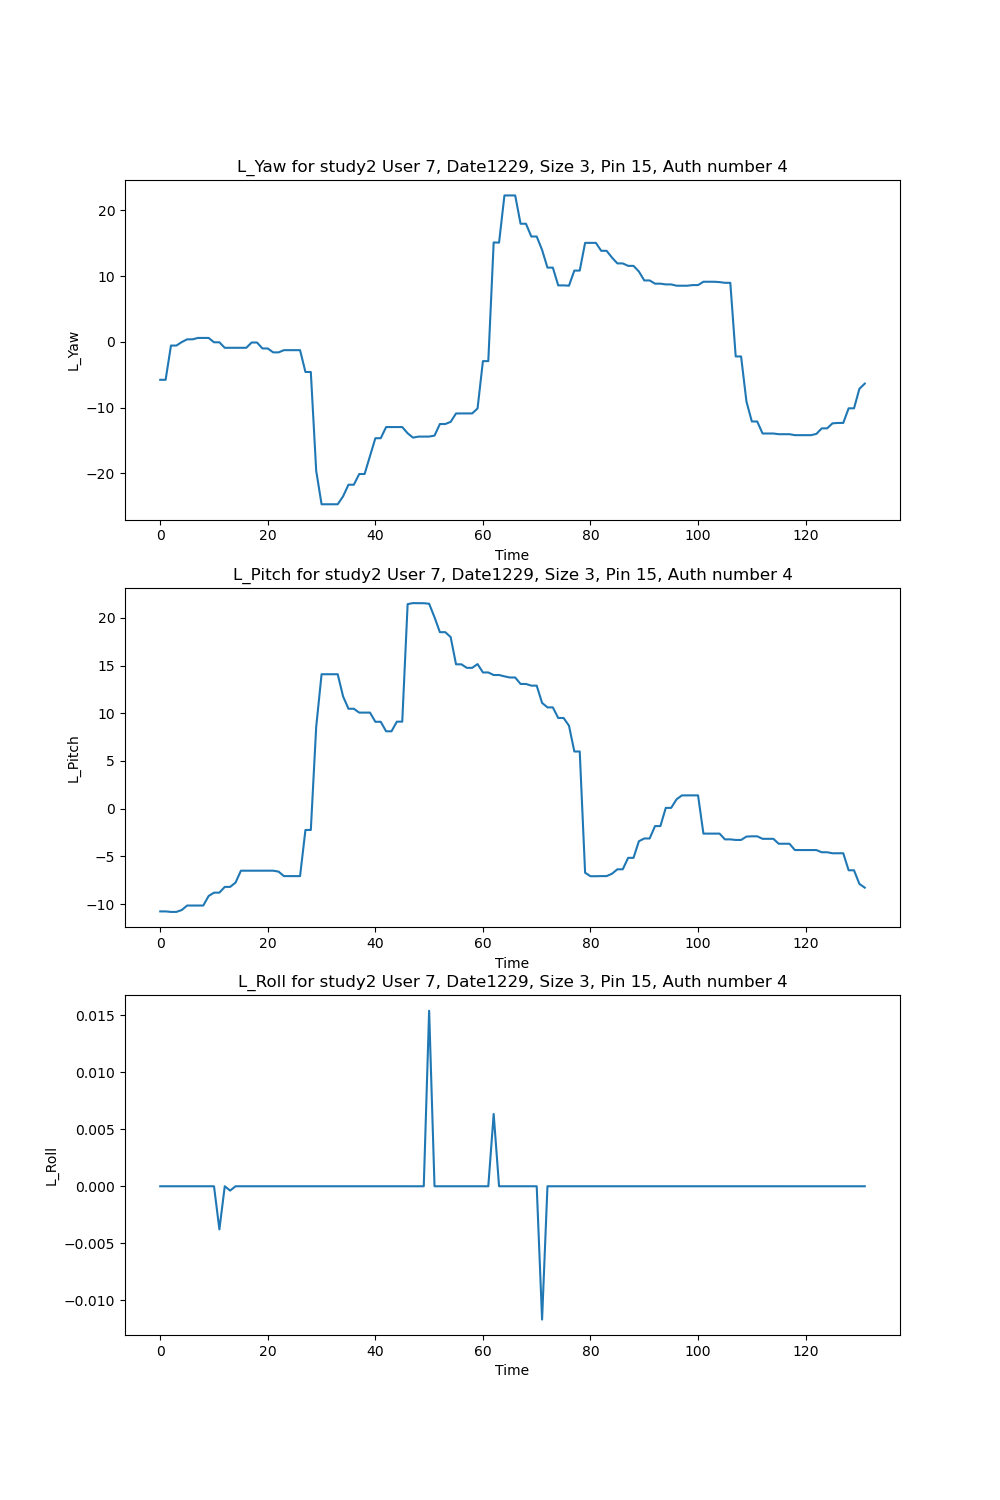 L_Yaw for study2 User 7, Date1229, Size 3, Pin 15, Auth number 4
20
10
0
−10
−20
L_Yaw
0 20 40 60 80 100 120
Time
L_Pitch for study2 User 7, Date1229, Size 3, Pin 15, Auth number 4
20
15
10
5
0
−5
−10
L_Pitch
0 20 40 60 80 100 120
Time
L_Roll for study2 User 7, Date1229, Size 3, Pin 15, Auth number 4
0.015
0.010
0.005
0.000
−0.005
−0.010
L_Roll
0 20 40 60 80 100 120
Time